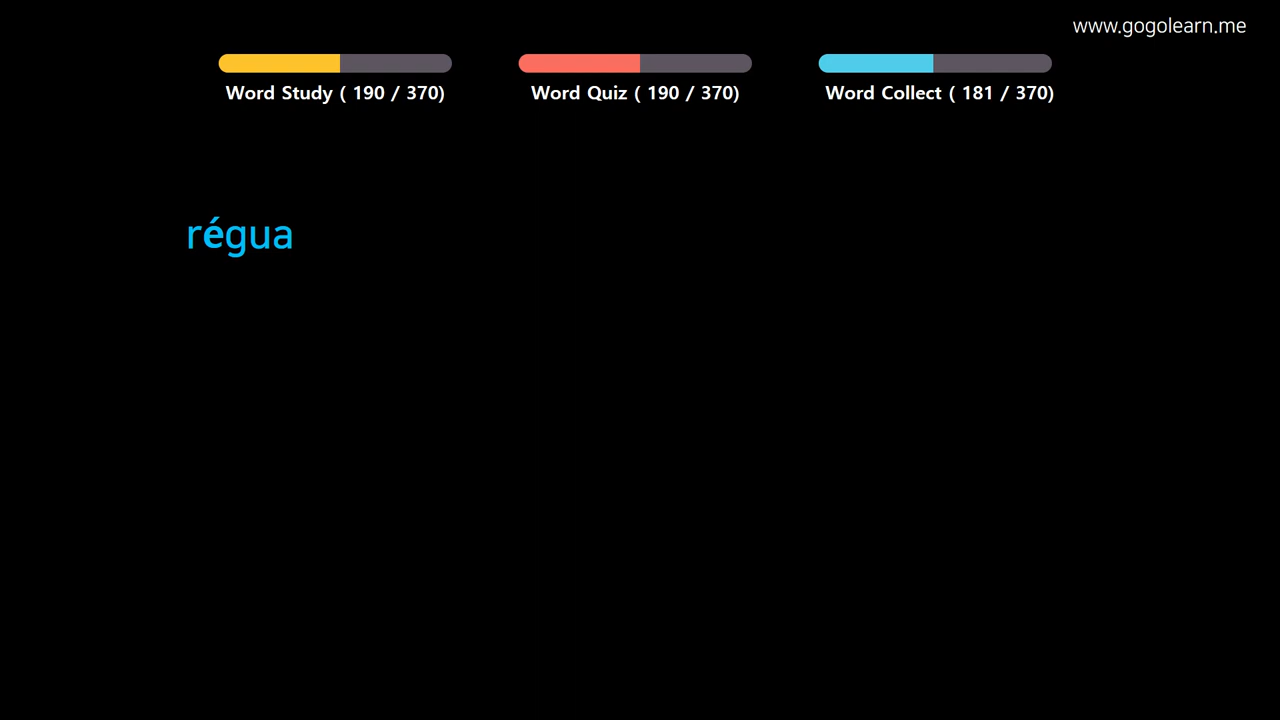 www.gogolearn.me
Word Study ( 190 / 370)
Word Quiz ( 190 / 370)
Word Collect ( 181 / 370)
régua